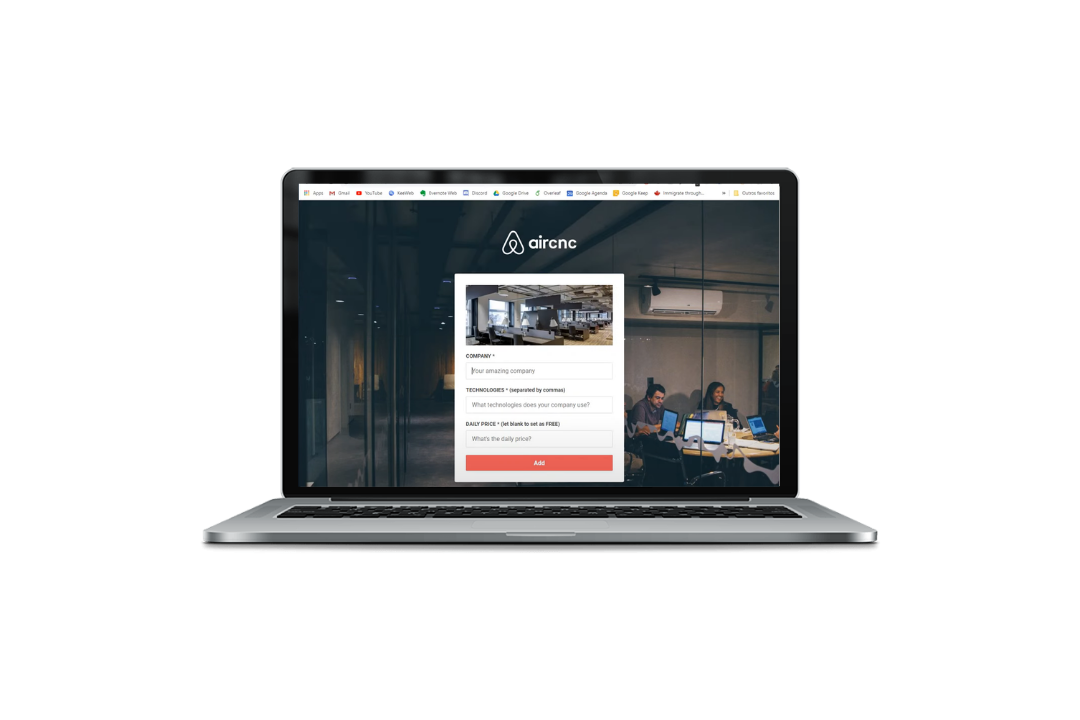 Apps Gmail YouTube KeeWeb Evernote Web Discord Google Drive Overleaf Google Agenda Google Keep Immigrate through... » Outros favoritos
aircnc
COMPANY *
Your amazing company
TECHNOLOGIES * (separated by commas)
What technologies does your company use?
DAILY PRICE * (let blank to set as FREE)
What's the daily price?
Add